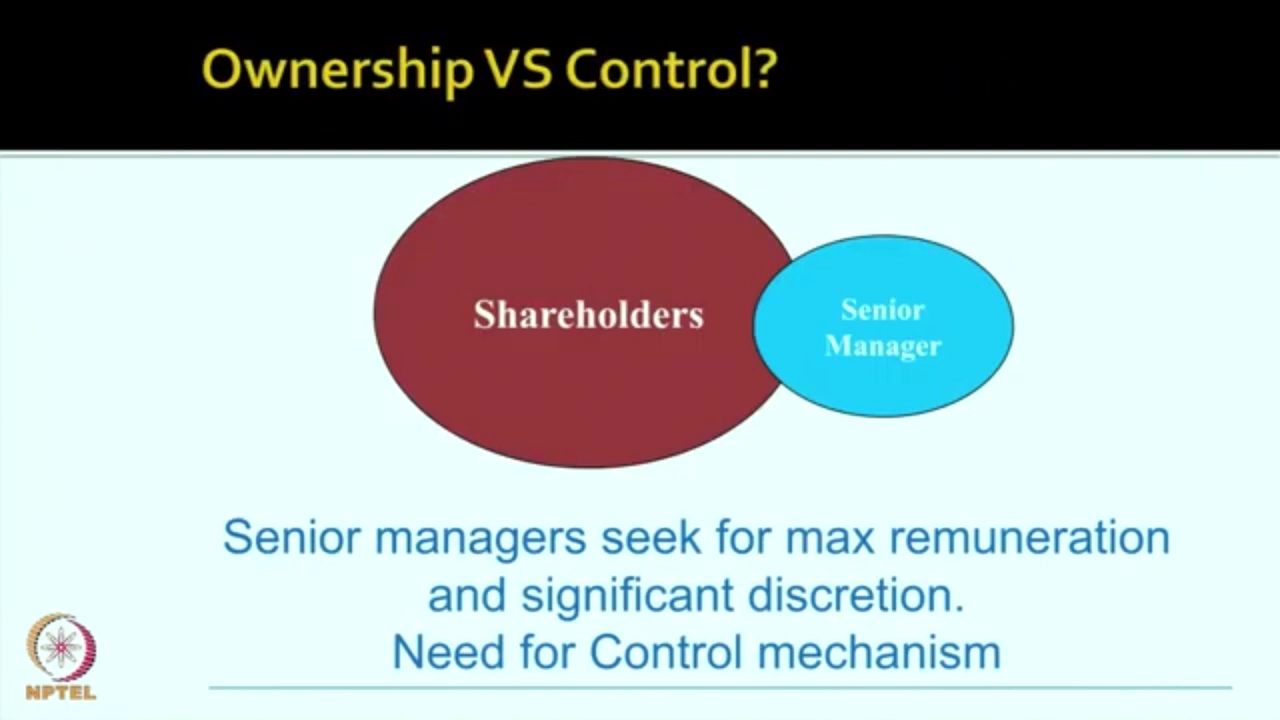 Ownership VS Control?
Shareholders
Senior
Manager
Senior managers seek for max remuneration
and significant discretion.
Need for Control mechanism
NPTEL